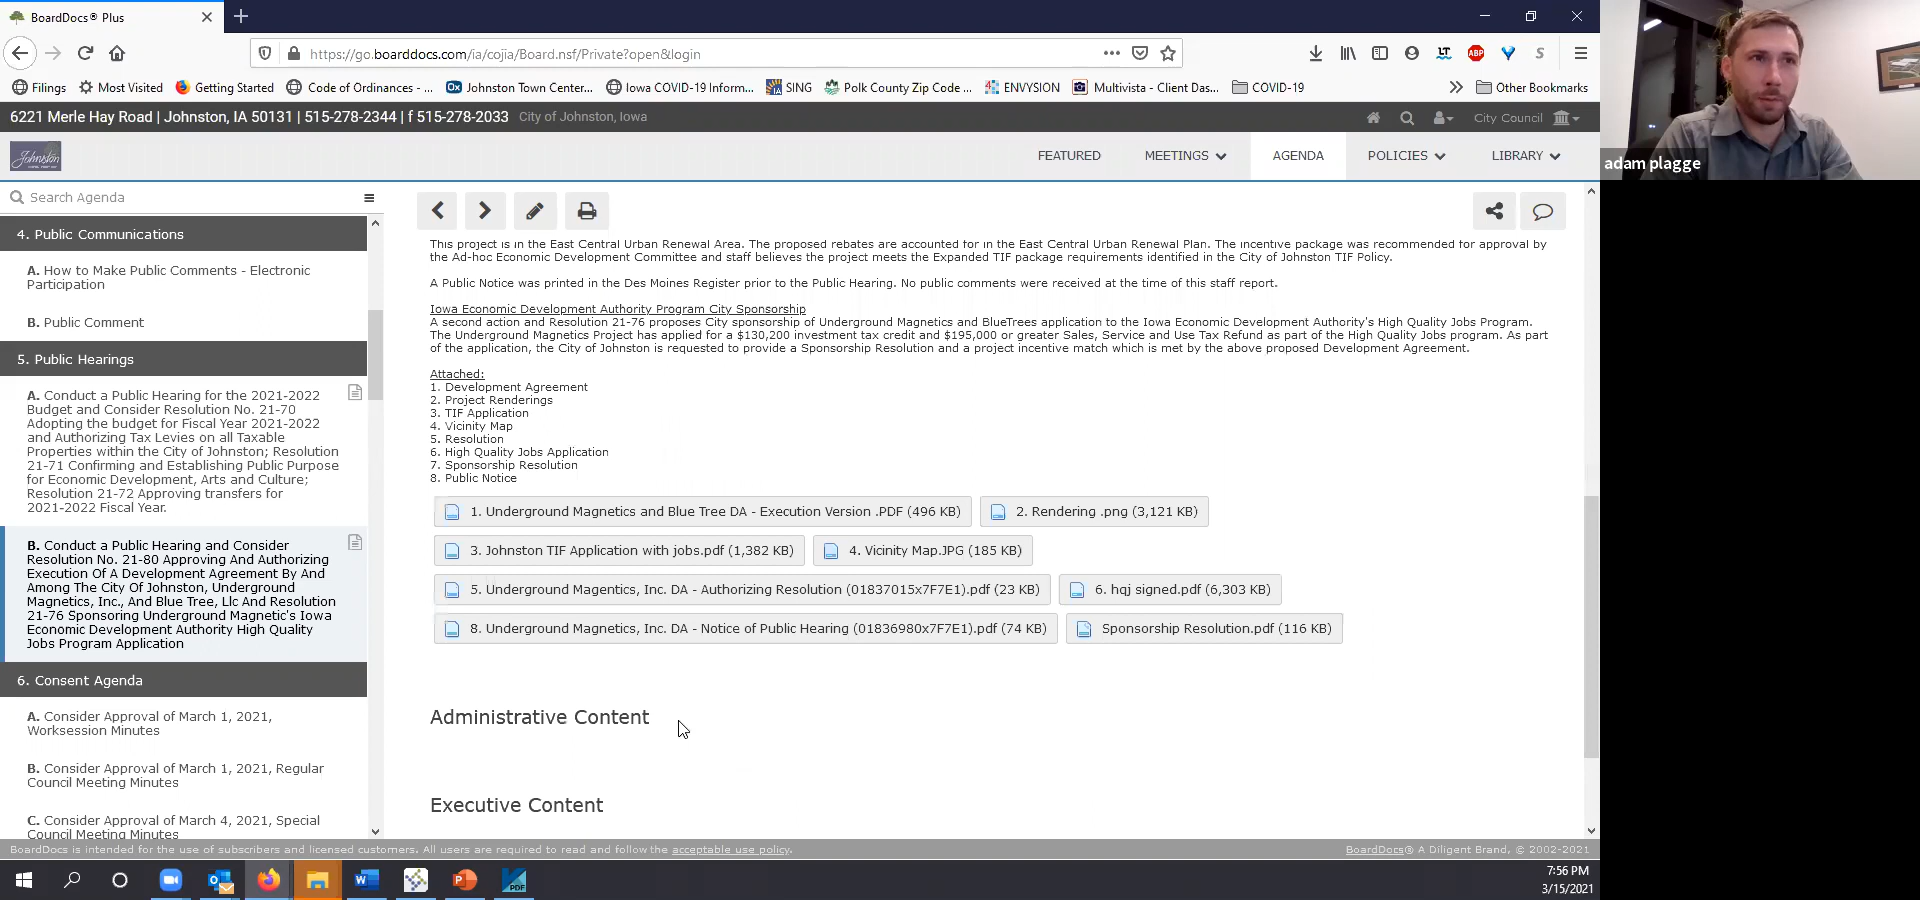 BoardDocs® Plus
https://go.boarddocs.com/ia/cojia/Board.nsf/Private?open&login
Filings Most Visited Getting Started Code of Ordinances - ... Johnston Town Center... Iowa COVID-19 Inform... SING Polk County Zip Code ... ENVYSION Multivista - Client Das... COVID-19 Other Bookmarks
6221 Merle Hay Road | Johnston, IA 50131 | 515-278-2344 | f 515-278-2033 City of Johnston, Iowa City Council
Johnston
FEATURED MEETINGS AGENDA POLICIES LIBRARY
adam plagge
Search Agenda
4. Public Communications
A. How to Make Public Comments - Electronic
Participation
B. Public Comment
5. Public Hearings
A. Conduct a Public Hearing for the 2021-2022
Budget and Consider Resolution No. 21-70
Adopting the budget for Fiscal Year 2021-2022
and Authorizing Tax Levies on all Taxable
Properties within the City of Johnston; Resolution
21-71 Confirming and Establishing Public Purpose
for Economic Development, Arts and Culture;
Resolution 21-72 Approving transfers for
2021-2022 Fiscal Year.
B. Conduct a Public Hearing and Consider
Resolution No. 21-80 Approving And Authorizing
Execution Of A Development Agreement By And
Among The City Of Johnston, Underground
Magnetics, Inc., And Blue Tree, Llc And Resolution
21-76 Sponsoring Underground Magnetic's Iowa
Economic Development Authority High Quality
Jobs Program Application
6. Consent Agenda
A. Consider Approval of March 1, 2021,
Worksession Minutes
B. Consider Approval of March 1, 2021, Regular
Council Meeting Minutes
C. Consider Approval of March 4, 2021, Special
Council Meeting Minutes
This project is in the East Central Urban Renewal Area. The proposed rebates are accounted for in the East Central Urban Renewal Plan. The incentive package was recommended for approval by
the Ad-hoc Economic Development Committee and staff believes the project meets the Expanded TIF package requirements identified in the City of Johnston TIF Policy.
A Public Notice was printed in the Des Moines Register prior to the Public Hearing. No public comments were received at the time of this staff report.
Iowa Economic Development Authority Program City Sponsorship
A second action and Resolution 21-76 proposes City sponsorship of Underground Magnetics and BlueTrees application to the Iowa Economic Development Authority's High Quality Jobs Program.
The Underground Magnetics Project has applied for a $130,200 investment tax credit and $195,000 or greater Sales, Service and Use Tax Refund as part of the High Quality Jobs program. As part
of the application, the City of Johnston is requested to provide a Sponsorship Resolution and a project incentive match which is met by the above proposed Development Agreement.
Attached:
1. Development Agreement
2. Project Renderings
3. TIF Application
4. Vicinity Map
5. Resolution
6. High Quality Jobs Application
7. Sponsorship Resolution
8. Public Notice
1. Underground Magnetics and Blue Tree DA - Execution Version .PDF (496 KB) 2. Rendering .png (3,121 KB)
3. Johnston TIF Application with jobs.pdf (1,382 KB) 4. Vicinity Map.JPG (185 KB)
5. Underground Magentics, Inc. DA - Authorizing Resolution (01837015x7F7E1).pdf (23 KB) 6. hqj signed.pdf (6,303 KB)
8. Underground Magnetics, Inc. DA - Notice of Public Hearing (01836980x7F7E1).pdf (74 KB) Sponsorship Resolution.pdf (116 KB)
Administrative Content
Executive Content
BoardDocs is intended for the use of subscribers and licensed customers. All users are required to read and follow the acceptable use policy. BoardDocs® A Diligent Brand, © 2002-2021
7:56 PM
3/15/2021